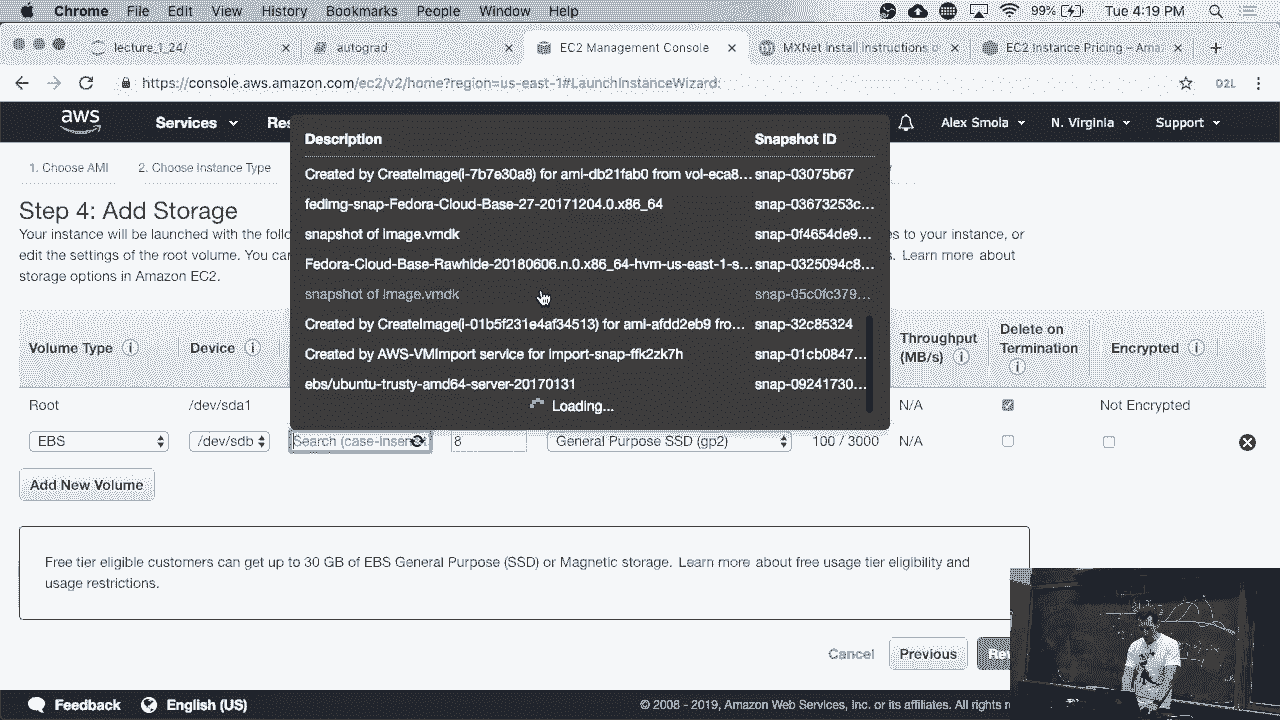 Chrome File Edit View History Bookmarks People Window Help 99% Tue 4:19 PM
lecture_1_24/ autograd EC2 Management Console MXNet Install Instructions EC2 Instance Pricing – Ama
https://console.aws.amazon.com/ec2/v2/home?region=us-east-1#LaunchInstanceWizard:
aws Services Res Alex Smola N. Virginia Support
1. Choose AMI 2. Choose Instance Type
Step 4: Add Storage
Your instance will be launched with the follo s to your instance, or
edit the settings of the root volume. You can s. Learn more about
storage options in Amazon EC2.
Description Snapshot ID
Created by CreateImage(i-7b7e30a8) for ami-db21fab0 from vol-eca8... snap-03075b67
fedimg-snap-Fedora-Cloud-Base-27-20171204.0.x86_64 snap-03673253c...
snapshot of image.vmdk snap-0f4654de9...
Fedora-Cloud-Base-Rawhide-20180606.n.0.x86_64-hvm-us-east-1-s... snap-0325094c8...
snapshot of image.vmdk snap-05c0fc379...
Created by CreateImage(i-01b5f231e4af34513) for ami-afdd2eb9 fro... snap-32c85324
Created by AWS-VMImport service for import-snap-ffk2zk7h snap-01cb0847...
ebs/ubuntu-trusty-amd64-server-20170131 snap-09241730...
Loading...
Volume Type Device Throughput (MB/s) Delete on Termination Encrypted
Root /dev/sda1 N/A Not Encrypted
EBS /dev/sdb Search (case-insensit 8 General Purpose SSD (gp2) 100 / 3000 N/A
Add New Volume
Free tier eligible customers can get up to 30 GB of EBS General Purpose (SSD) or Magnetic storage. Learn more about free usage tier eligibility and
usage restrictions.
Cancel Previous Rev
Feedback English (US) © 2008 - 2019, Amazon Web Services, Inc. or its affiliates. All rights re